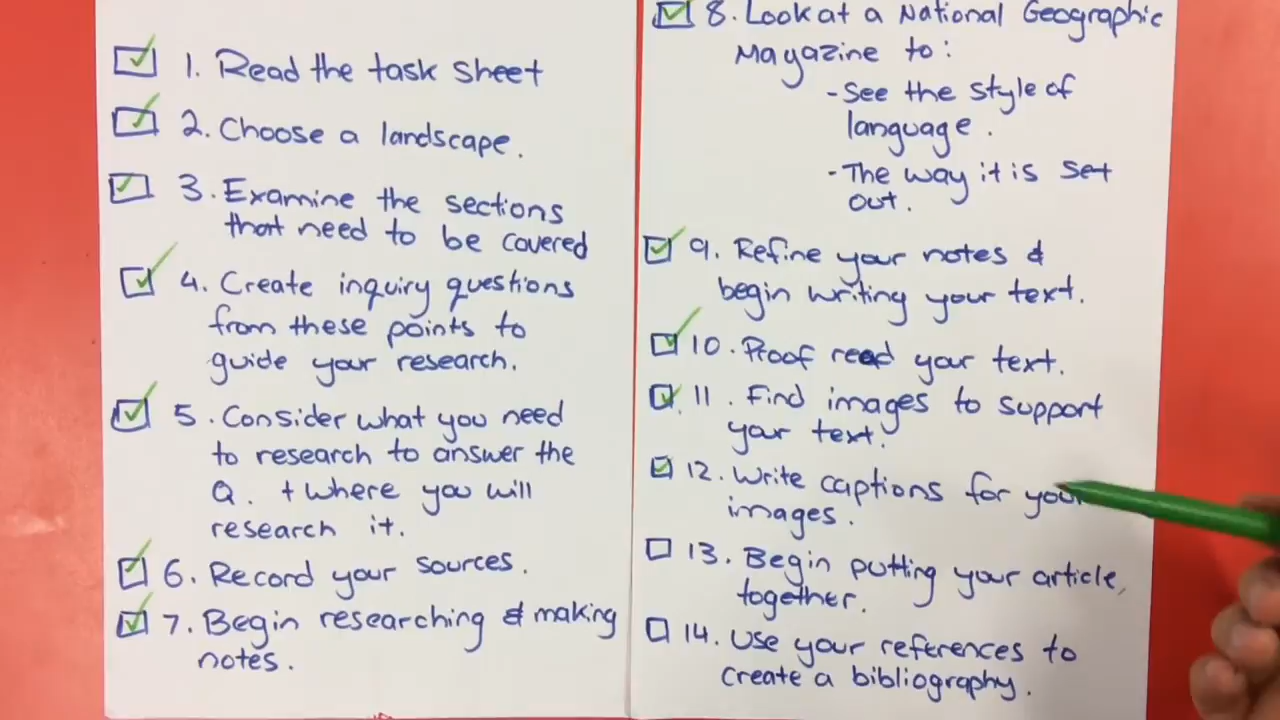 1. Read the task sheet
2. Choose a landscape.
3. Examine the sections
that need to be covered
4. Create inquiry questions
from these points to
guide your research.
5. Consider what you need
to research to answer the
Q. + where you will
research it.
6. Record your sources.
7. Begin researching & making
notes.
8. Look at a National Geographic
Magazine to:
- See the style of
language.
- The way it is set
out.
9. Refine your notes &
begin writing your text.
10. Proof read your text.
11. Find images to support
your text.
12. Write captions for your
images.
13. Begin putting your article,
together.
14. Use your references to
create a bibliography.